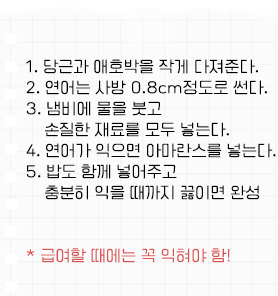 1. 당근과 애호박을 작게 다져준다.
2. 연어는 사방 0.8cm정도로 썬다.
3. 냄비에 물을 붓고
손질한 재료를 모두 넣는다.
4. 연어가 익으면 아마란스를 넣는다.
5. 밥도 함께 넣어주고
충분히 익을 때까지 끓이면 완성
* 급여할 때에는 꼭 익혀야 함!